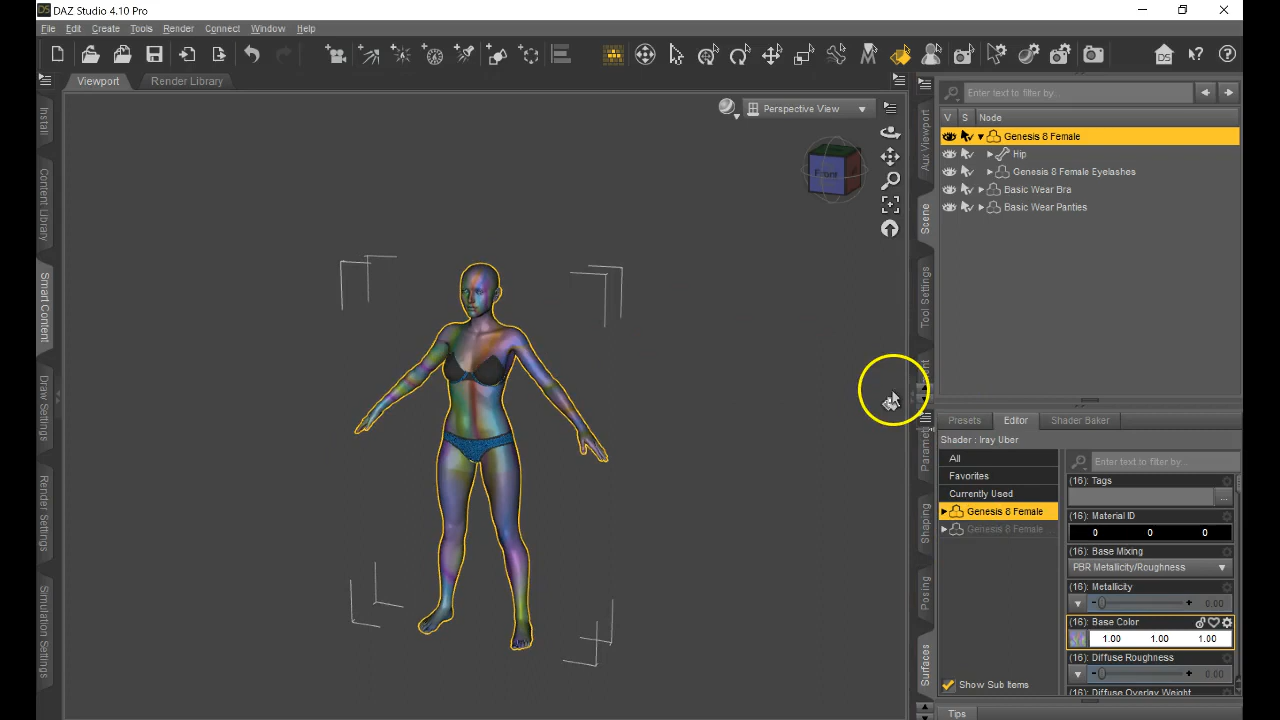 DAZ Studio 4.10 Pro
File Edit Create Tools Render Connect Window Help
Viewport Render Library
Perspective View
Front
Install
Content Library
Smart Content
Draw Settings
Render Settings
Simulation Settings
Aux Viewport
Scene
Tool Settings
Enter text to filter by...
V S Node
Genesis 8 Female
Hip
Genesis 8 Female Eyelashes
Basic Wear Bra
Basic Wear Panties
Shaping
Posing
Surfaces
Presets Editor Shader Baker
Shader : Iray Uber
All
Favorites
Currently Used
Genesis 8 Female
Genesis 8 Female
Show Sub Items
Enter text to filter by...
(16): Tags
...
(16): Material ID
0 0 0
(16): Base Mixing
PBR Metallicity/Roughness
(16): Metallicity
0.00
(16): Base Color
1.00 1.00 1.00
(16): Diffuse Roughness
0.00
(16): Diffuse Overlay Weight
Tips